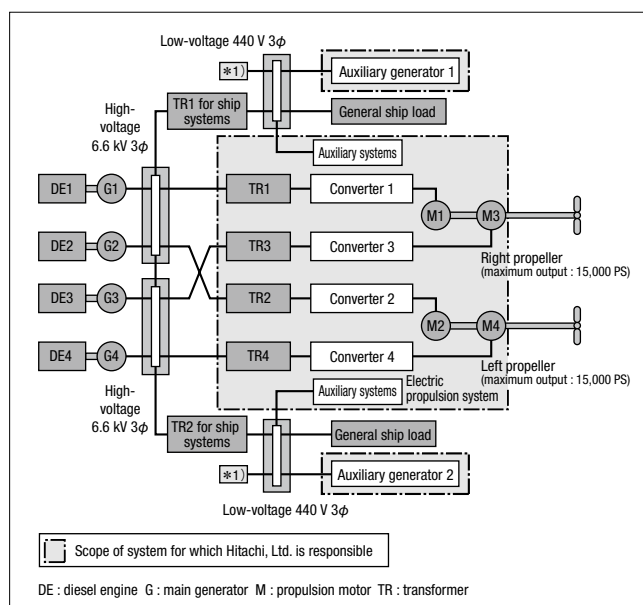 Low-voltage 440 V 3ϕ
*1)
Auxiliary generator 1
High-
voltage
6.6 kV 3ϕ
TR1 for ship
systems
General ship load
Auxiliary systems
DE1
G1
TR1
Converter 1
M1
M3
DE2
G2
TR3
Converter 3
Right propeller
(maximum output : 15,000 PS)
DE3
G3
TR2
Converter 2
M2
M4
DE4
G4
TR4
Converter 4
Left propeller
(maximum output : 15,000 PS)
High-
voltage
6.6 kV 3ϕ
Auxiliary systems
Electric
propulsion system
TR2 for ship
systems
General ship load
*1)
Auxiliary generator 2
Low-voltage 440 V 3ϕ
Scope of system for which Hitachi, Ltd. is responsible
DE : diesel engine G : main generator M : propulsion motor TR : transformer